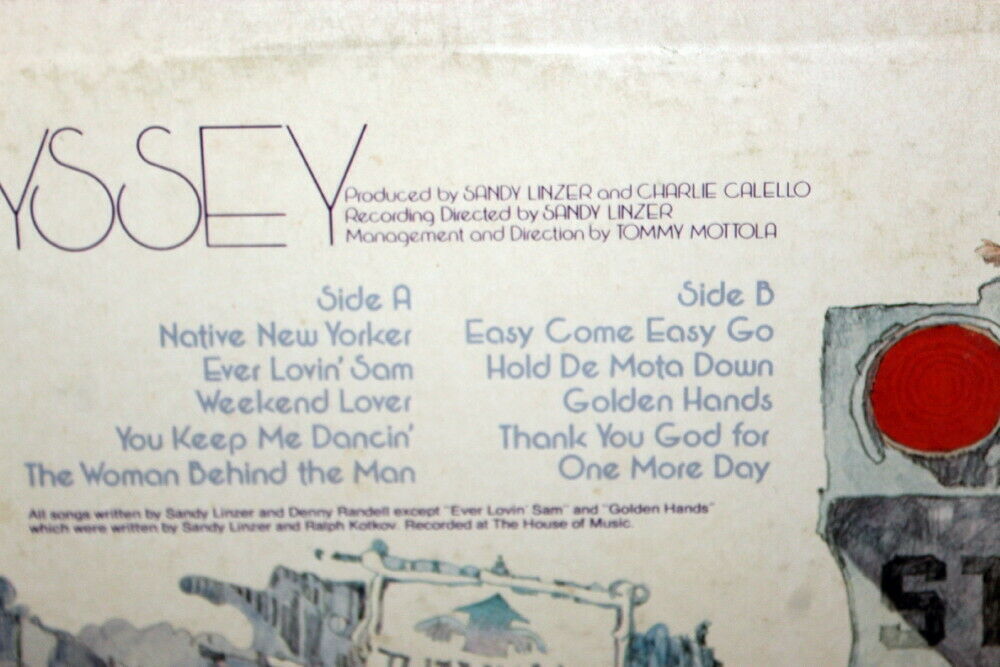 YSSEY
Produced by SANDY LINZER and CHARLIE CALELLO
Recording Directed by SANDY LINZER
Management and Direction by TOMMY MOTTOLA
Side A
Native New Yorker
Ever Lovin' Sam
Weekend Lover
You Keep Me Dancin'
The Woman Behind the Man
Side B
Easy Come Easy Go
Hold De Mota Down
Golden Hands
Thank You God for
One More Day
All songs written by Sandy Linzer and Denny Randell except "Ever Lovin' Sam" and "Golden Hands"
which were written by Sandy Linzer and Ralph Kotkov. Recorded at The House of Music.
ST